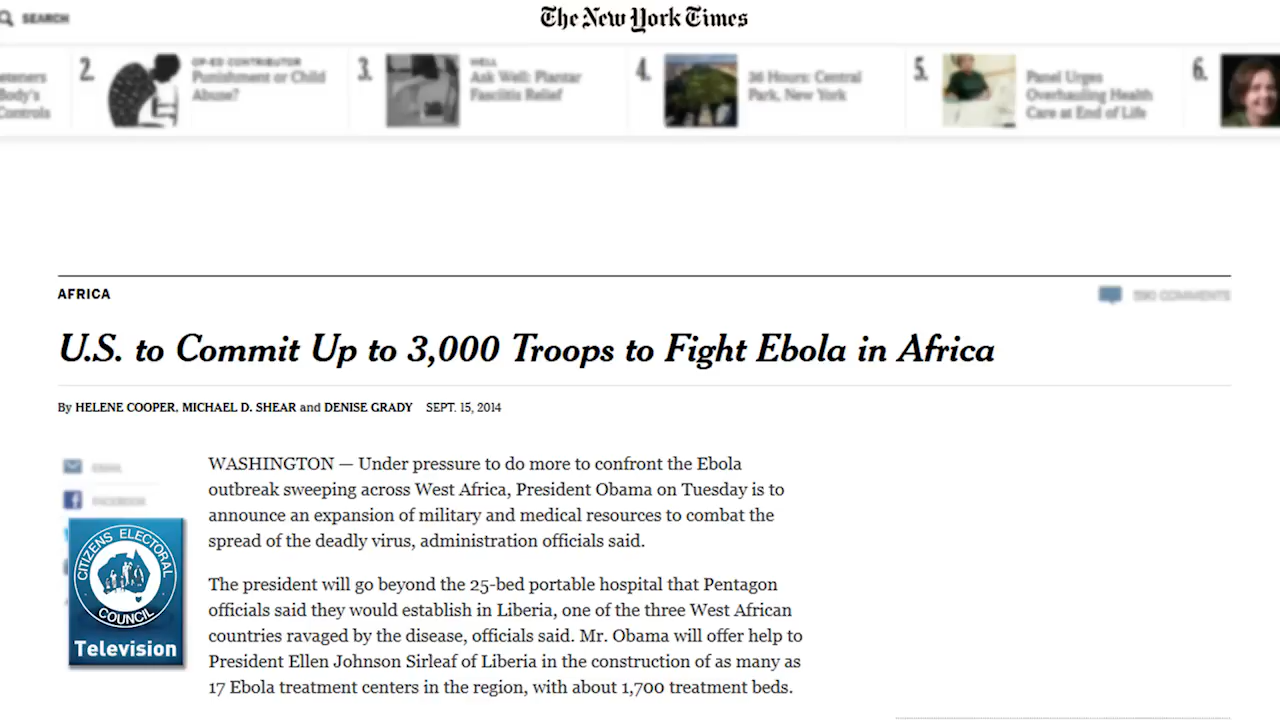 SEARCH
The New York Times
2.
OP-ED CONTRIBUTOR
Punishment or Child
Abuse?
3.
WELL
Ask Well: Plantar
Fasciitis Relief
4.
36 Hours: Central
Park, New York
5.
Panel Urges
Overhauling Health
Care at End of Life
6.
Body's
Controls
AFRICA
COMMENTS
U.S. to Commit Up to 3,000 Troops to Fight Ebola in Africa
By HELENE COOPER, MICHAEL D. SHEAR and DENISE GRADY SEPT. 15, 2014
EMAIL
FACEBOOK
WASHINGTON — Under pressure to do more to confront the Ebola
outbreak sweeping across West Africa, President Obama on Tuesday is to
announce an expansion of military and medical resources to combat the
spread of the deadly virus, administration officials said.
The president will go beyond the 25-bed portable hospital that Pentagon
officials said they would establish in Liberia, one of the three West African
countries ravaged by the disease, officials said. Mr. Obama will offer help to
President Ellen Johnson Sirleaf of Liberia in the construction of as many as
17 Ebola treatment centers in the region, with about 1,700 treatment beds.
CITIZENS ELECTORAL
COUNCIL
Television